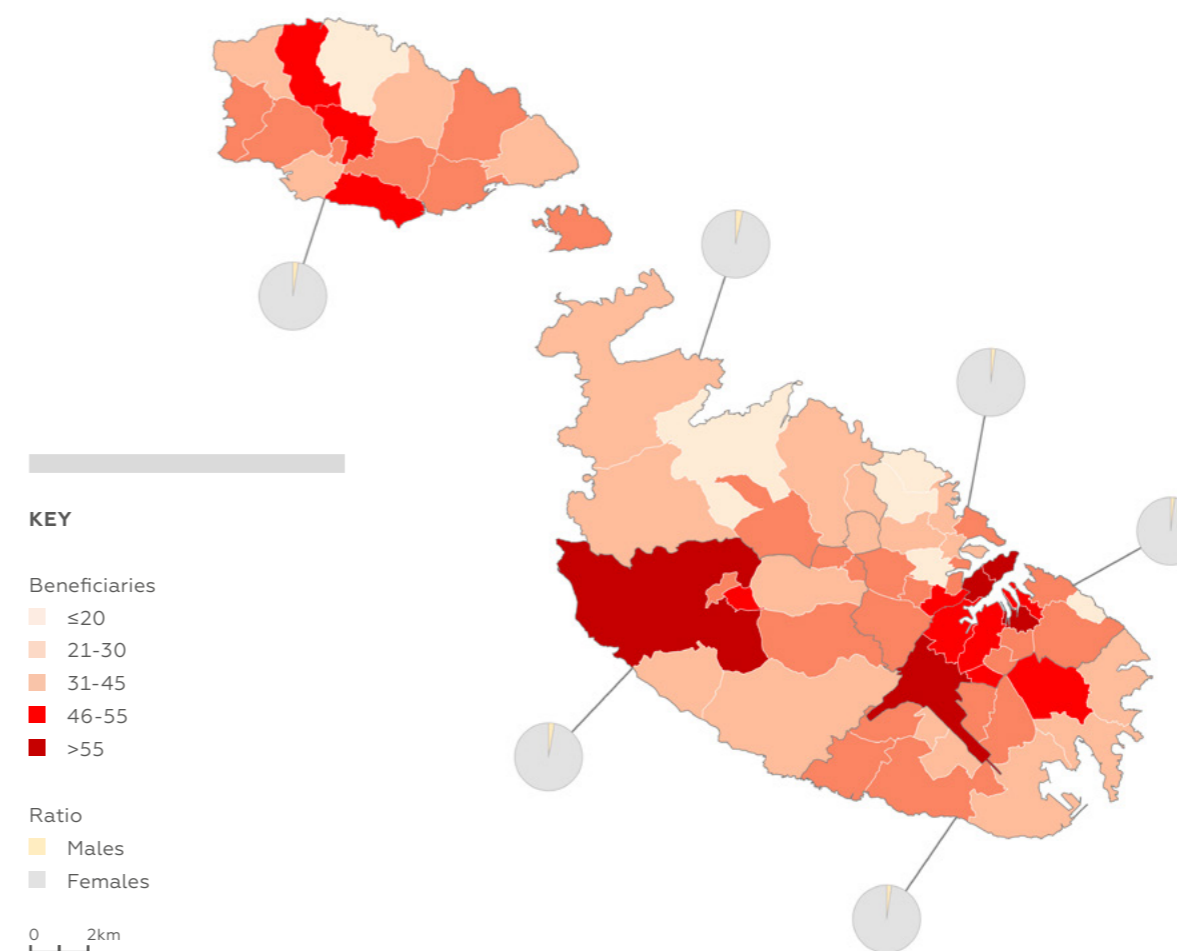 KEY
Beneficiaries
≤20
21-30
31-45
46-55
>55
Ratio
Males
Females
0 2km